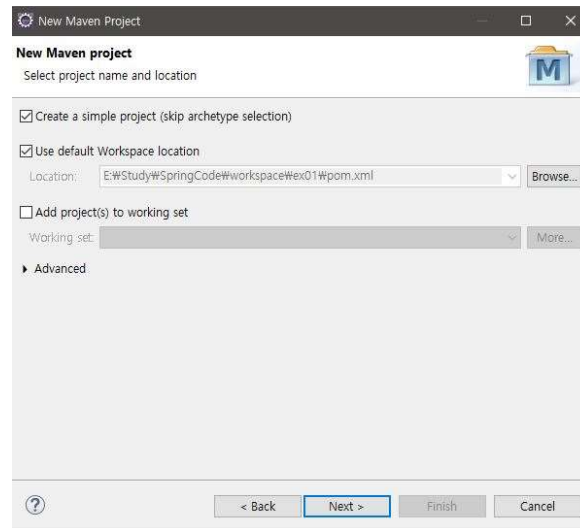 New Maven Project
New Maven project
Select project name and location
M
Create a simple project (skip archetype selection)
Use default Workspace location
Location: E:₩Study₩SpringCode₩workspace₩ex01₩pom.xml Browse...
Add project(s) to working set
Working set: More...
Advanced
? < Back Next > Finish Cancel